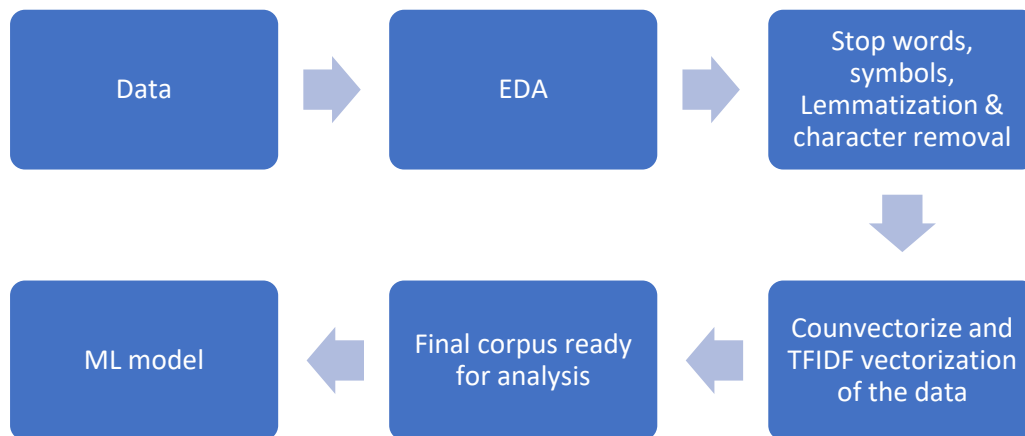 Data
EDA
Stop words,
symbols,
Lemmatization &
character removal
Counvectorize and
TFIDF vectorization
of the data
Final corpus ready
for analysis
ML model